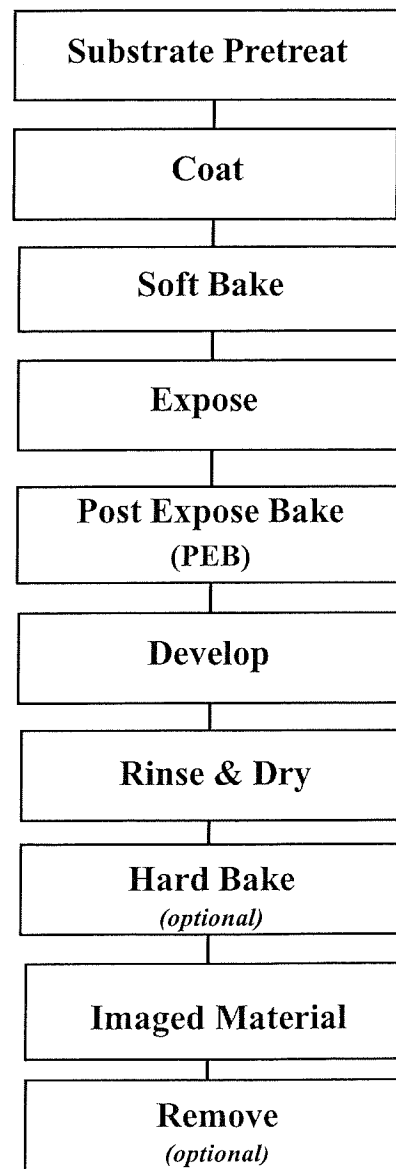 Substrate Pretreat
Coat
Soft Bake
Expose
Post Expose Bake
(PEB)
Develop
Rinse & Dry
Hard Bake
(optional)
Imaged Material
Remove
(optional)